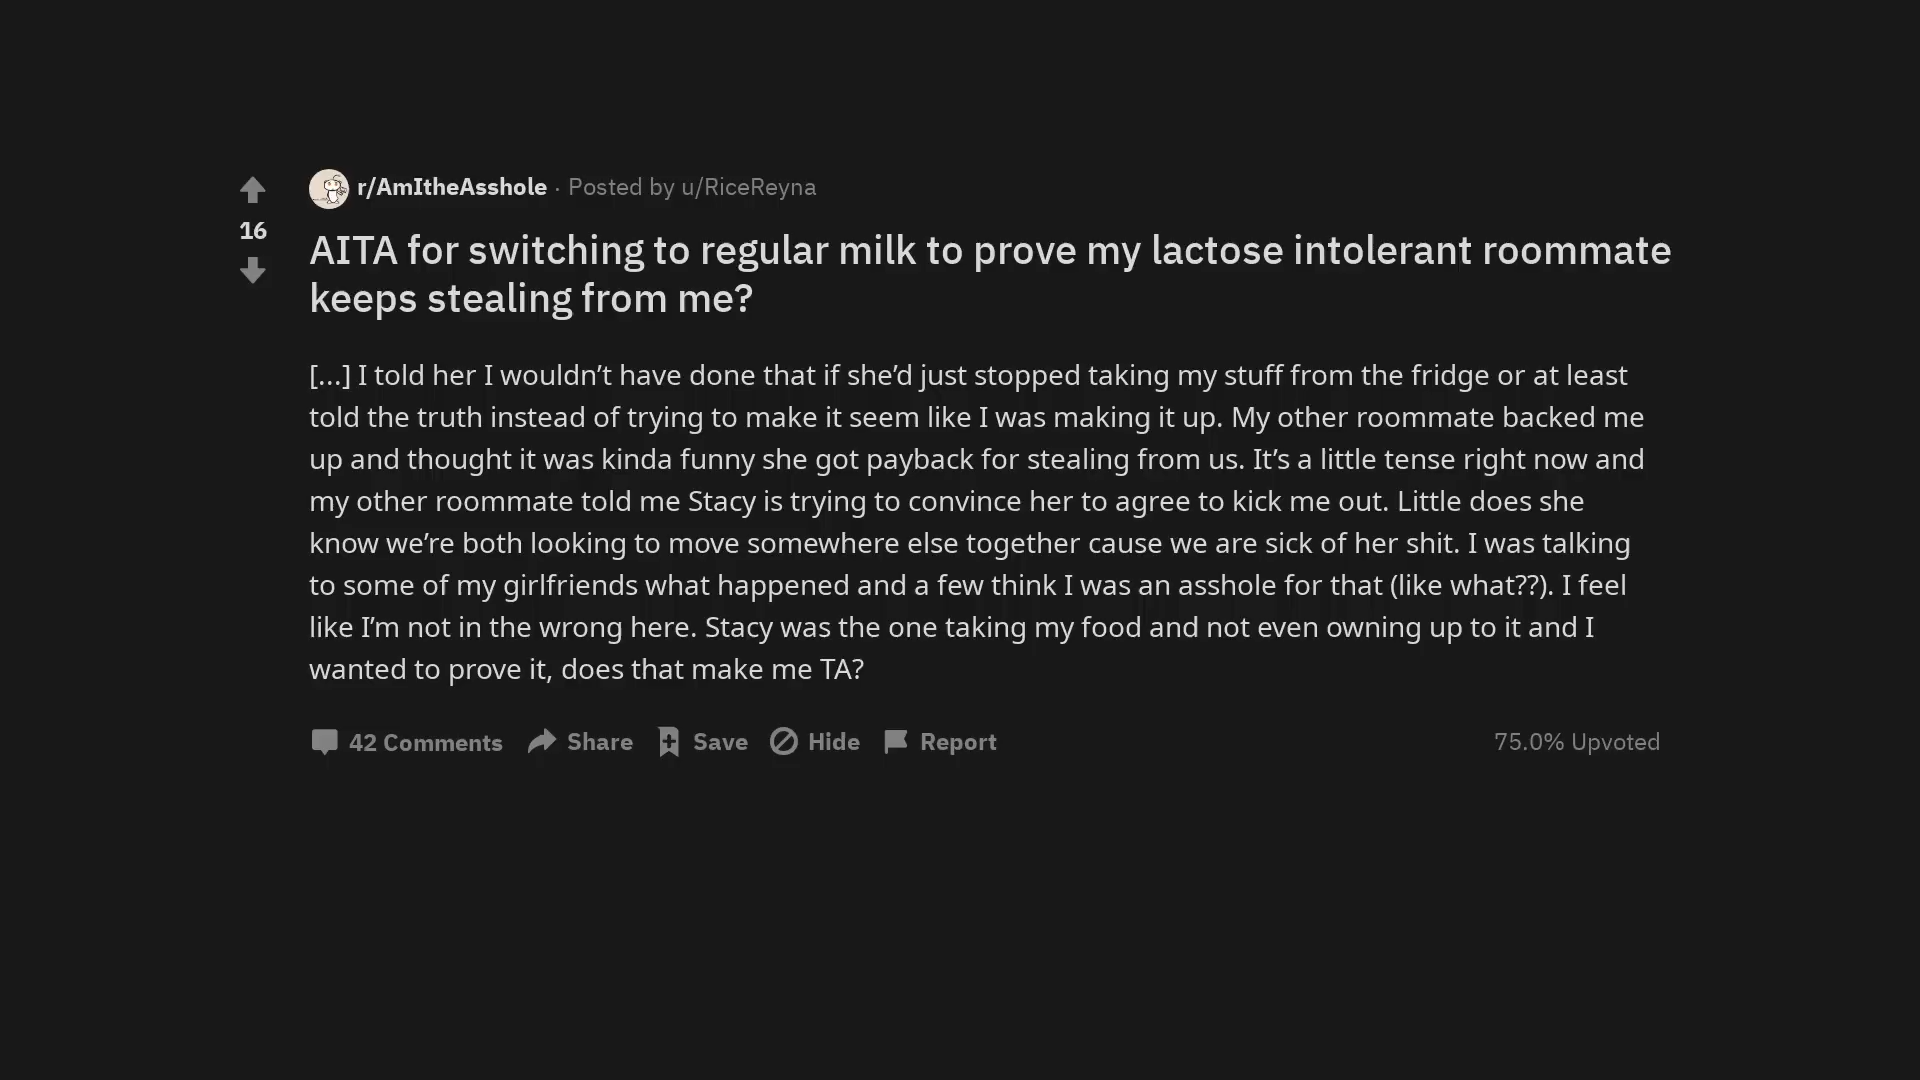 r/AmItheAsshole · Posted by u/RiceReyna
16
AITA for switching to regular milk to prove my lactose intolerant roommate
keeps stealing from me?
[...] I told her I wouldn’t have done that if she’d just stopped taking my stuff from the fridge or at least
told the truth instead of trying to make it seem like I was making it up. My other roommate backed me
up and thought it was kinda funny she got payback for stealing from us. It’s a little tense right now and
my other roommate told me Stacy is trying to convince her to agree to kick me out. Little does she
know we’re both looking to move somewhere else together cause we are sick of her shit. I was talking
to some of my girlfriends what happened and a few think I was an asshole for that (like what??). I feel
like I’m not in the wrong here. Stacy was the one taking my food and not even owning up to it and I
wanted to prove it, does that make me TA?
42 Comments Share Save Hide Report 75.0% Upvoted